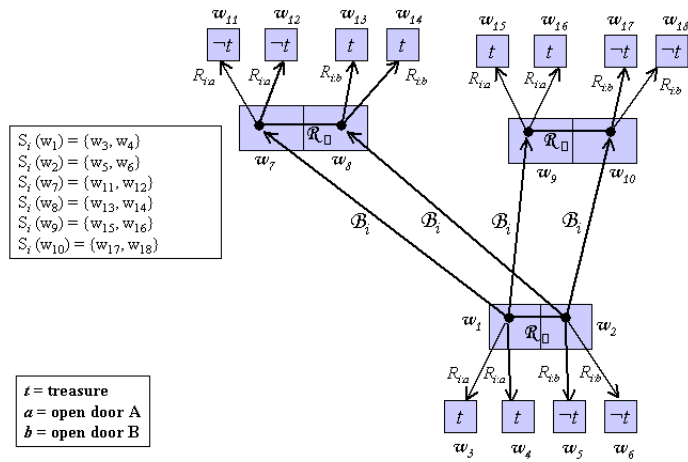 w11 w12 w13 w14 w15 w16 w17 w18
¬t ¬t t t t t ¬t ¬t
Ri:a Ri:a Ri:b Ri:b Ri:a Ri:a Ri:b Ri:b
ℛ□ ℛ□
w7 w8 w9 w10
Si (w1) = {w3, w4}
Si (w2) = {w5, w6}
Si (w7) = {w11, w12}
Si (w8) = {w13, w14}
Si (w9) = {w15, w16}
Si (w10) = {w17, w18}
ℬi ℬi ℬi ℬi
w1 w2
ℛ□
Ri:a Ri:a Ri:b Ri:b
t = treasure
a = open door A
b = open door B
t t ¬t ¬t
w3 w4 w5 w6